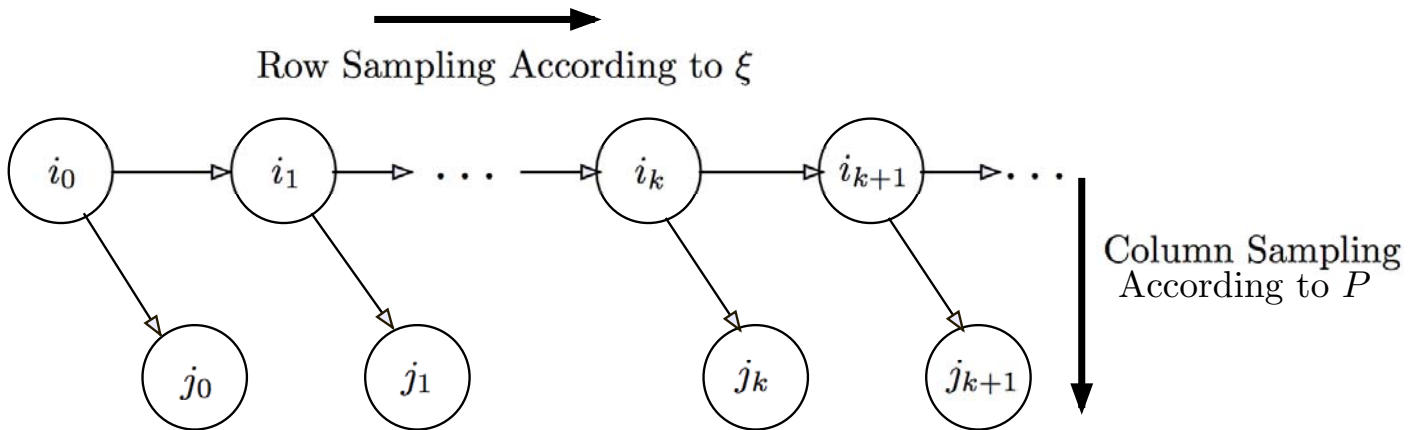 Row Sampling According to ξ
i₀ i₁ · · · iₖ iₖ₊₁ · · ·
Column Sampling
According to P
j₀ j₁ jₖ jₖ₊₁